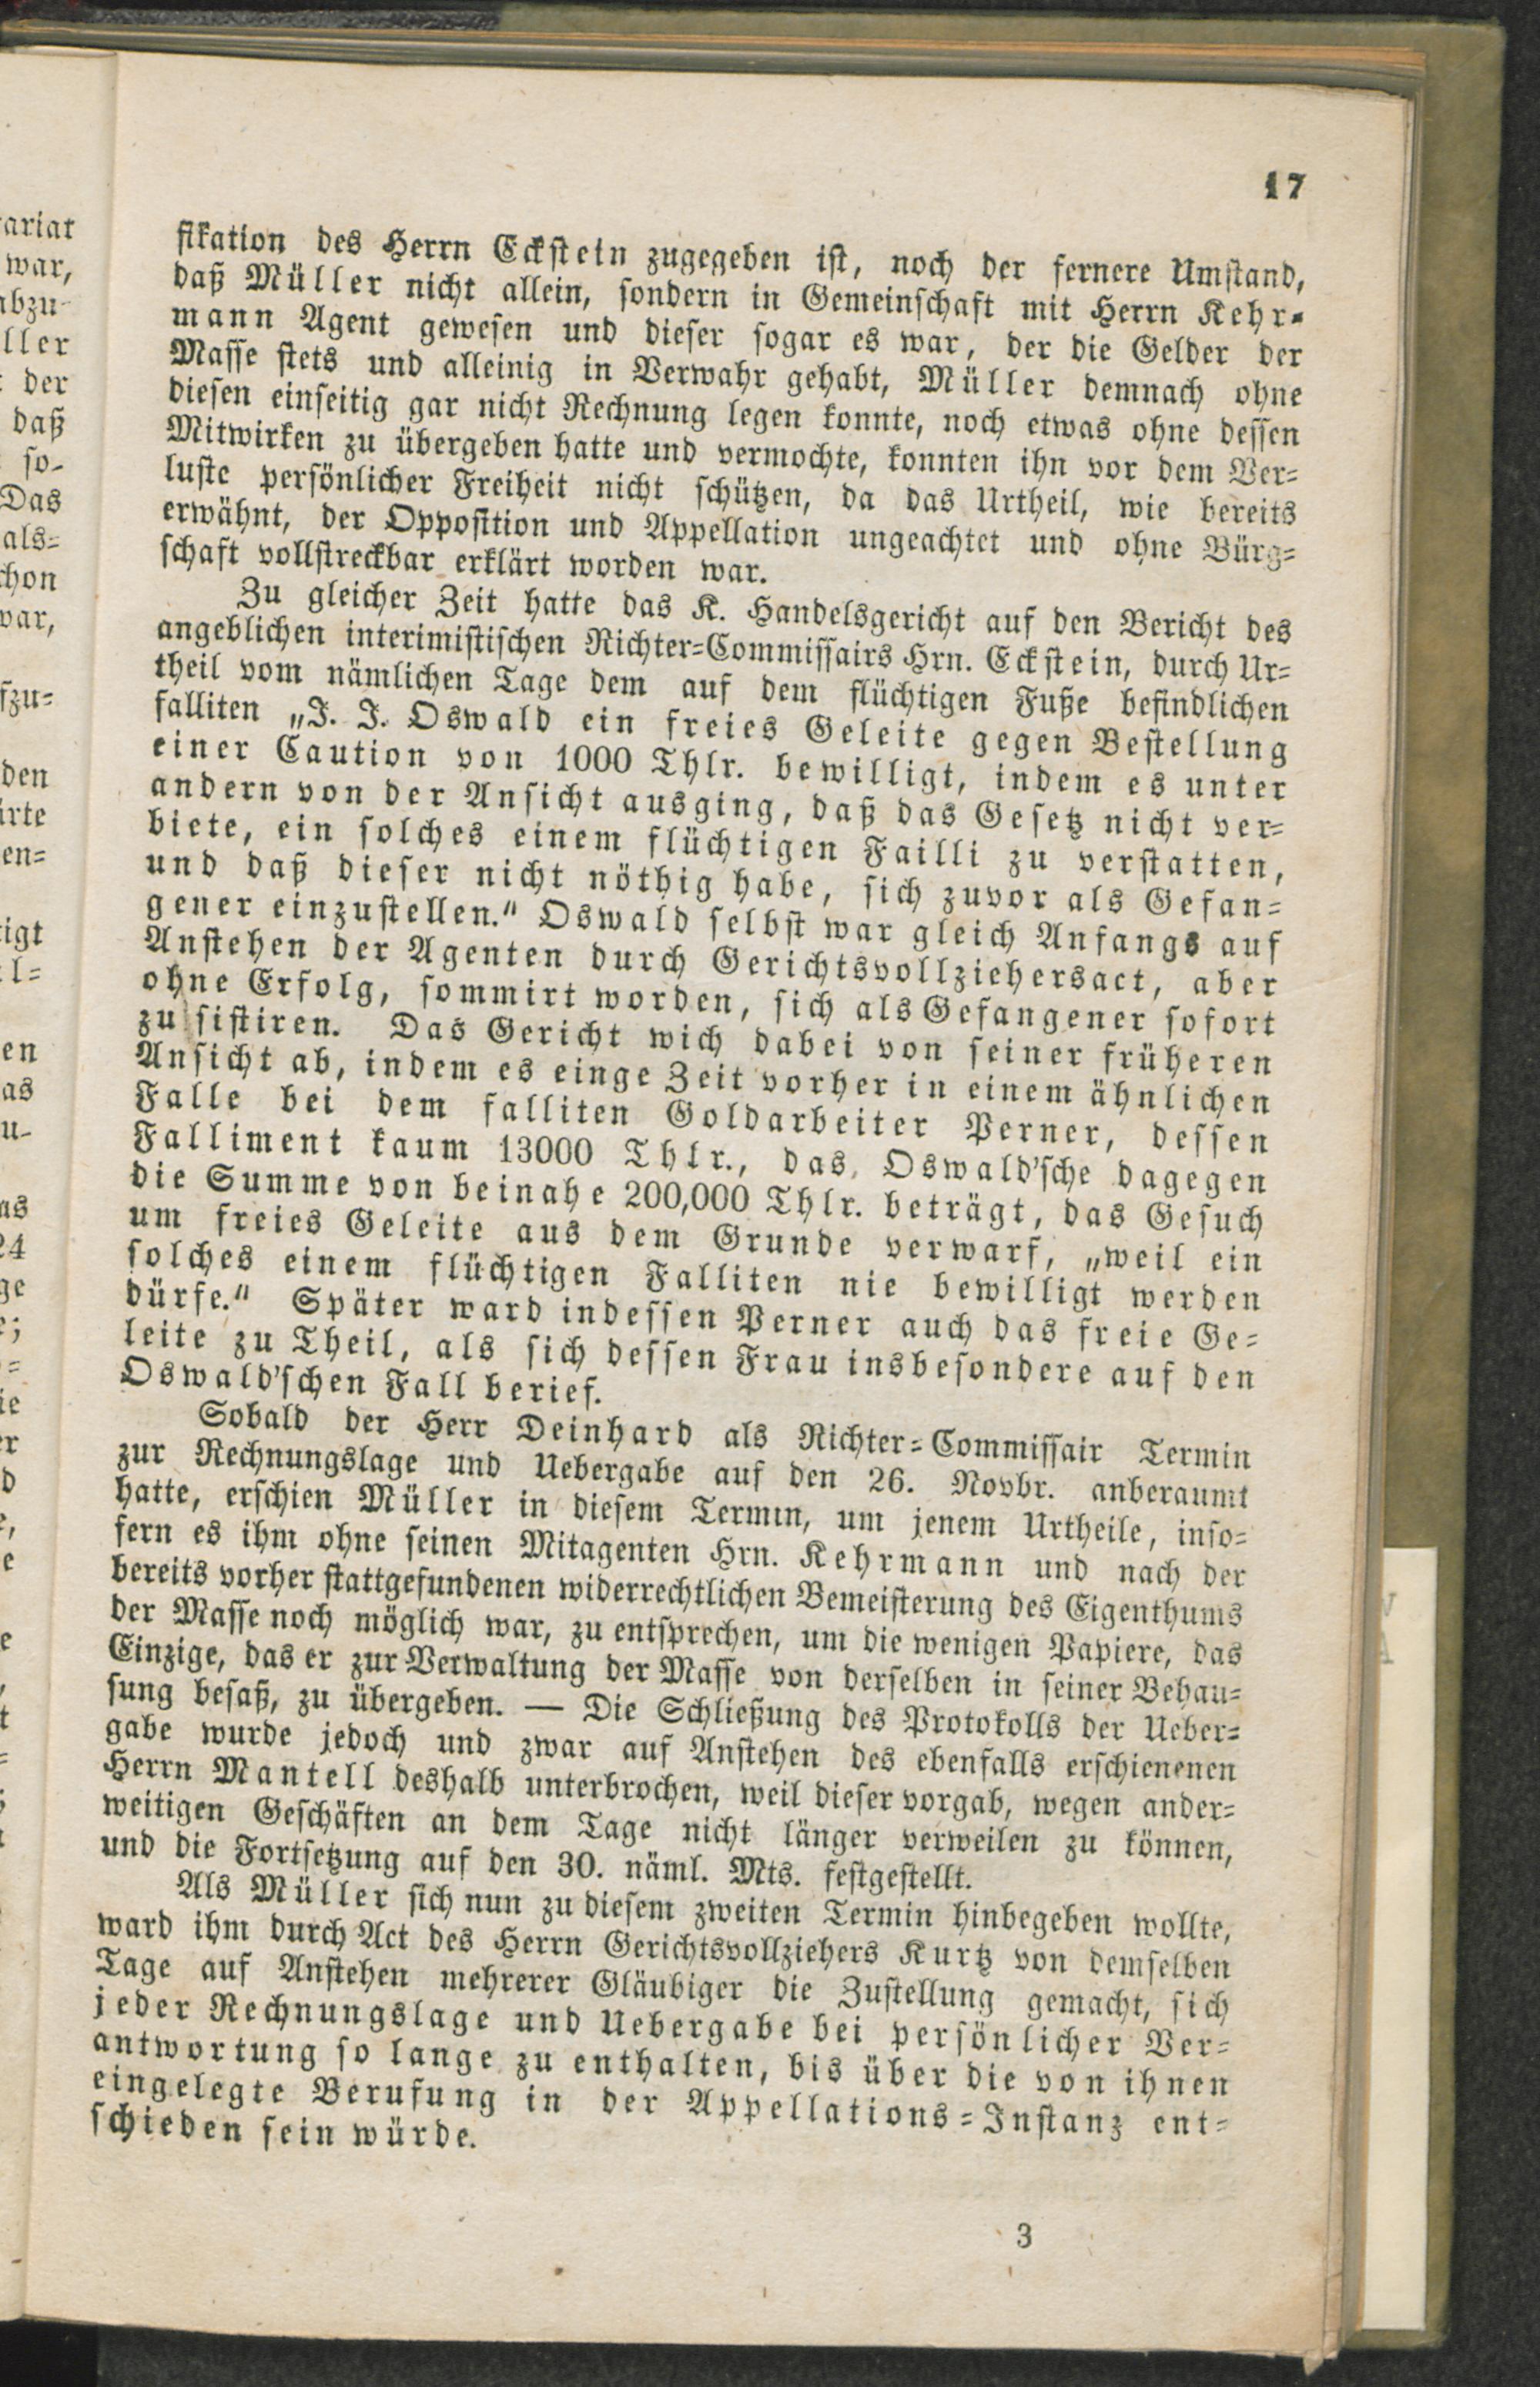 17
fikation des Herrn Eckstein zugegeben ist, noch der fernere Umstand,
daß Müller nicht allein, sondern in Gemeinschaft mit Herrn Kehr-
mann Agent gewesen und dieser sogar es war, der die Gelder der
Masse stets und alleinig in Verwahr gehabt, Müller demnach ohne
diesen einseitig gar nicht Rechnung legen konnte, noch etwas ohne dessen
Mitwirken zu übergeben hatte und vermochte, konnten ihn vor dem Ver-
luste persönlicher Freiheit nicht schützen, da das Urtheil, wie bereits
erwähnt, der Opposition und Appellation ungeachtet und ohne Bürg-
schaft vollstreckbar erklärt worden war.
Zu gleicher Zeit hatte das K. Handelsgericht auf den Bericht des
angeblichen interimistischen Richter-Commissairs Hrn. Eckstein, durch Ur-
theil vom nämlichen Tage dem auf dem flüchtigen Fuße befindlichen
falliten „J. J. Oswald ein freies Geleite gegen Bestellung
einer Caution von 1000 Thlr. bewilligt, indem es unter
andern von der Ansicht ausging, daß das Gesetz nicht ver-
biete, ein solches einem flüchtigen Failli zu verstatten,
und daß dieser nicht nöthig habe, sich zuvor als Gefan-
gener einzustellen." Oswald selbst war gleich Anfangs auf
Anstehen der Agenten durch Gerichtsvollziehersact, aber
ohne Erfolg, sommirt worden, sich als Gefangener sofort
zu sistiren. Das Gericht wich dabei von seiner früheren
Ansicht ab, indem es einge Zeit vorher in einem ähnlichen
Falle bei dem falliten Goldarbeiter Perner, dessen
Falliment kaum 13000 Thlr., das Oswald'sche dagegen
die Summe von beinahe 200,000 Thlr. beträgt, das Gesuch
um freies Geleite aus dem Grunde verwarf, „weil ein
solches einem flüchtigen Falliten nie bewilligt werden
dürfe." Später ward indessen Perner auch das freie Ge-
leite zu Theil, als sich dessen Frau insbesondere auf den
Oswald'schen Fall berief.
Sobald der Herr Deinhard als Richter-Commissair Termin
zur Rechnungslage und Uebergabe auf den 26. Novbr. anberaumt
hatte, erschien Müller in diesem Termin, um jenem Urtheile, inso-
fern es ihm ohne seinen Mitagenten Hrn. Kehrmann und nach der
bereits vorher stattgefundenen widerrechtlichen Bemeisterung des Eigenthums
der Masse noch möglich war, zu entsprechen, um die wenigen Papiere, das
Einzige, das er zur Verwaltung der Masse von derselben in seiner Behau-
sung besaß, zu übergeben. — Die Schließung des Protokolls der Ueber-
gabe wurde jedoch und zwar auf Anstehen des ebenfalls erschienenen
Herrn Mantell deshalb unterbrochen, weil dieser vorgab, wegen ander-
weitigen Geschäften an dem Tage nicht länger verweilen zu können,
und die Fortsetzung auf den 30. näml. Mts. festgestellt.
Als Müller sich nun zu diesem zweiten Termin hinbegeben wollte,
ward ihm durch Act des Herrn Gerichtsvollziehers Kurtz von demselben
Tage auf Anstehen mehrerer Gläubiger die Zustellung gemacht, sich
jeder Rechnungslage und Uebergabe bei persönlicher Ver-
antwortung so lange zu enthalten, bis über die von ihnen
eingelegte Berufung in der Appellations-Instanz ent-
schieden sein würde.
3